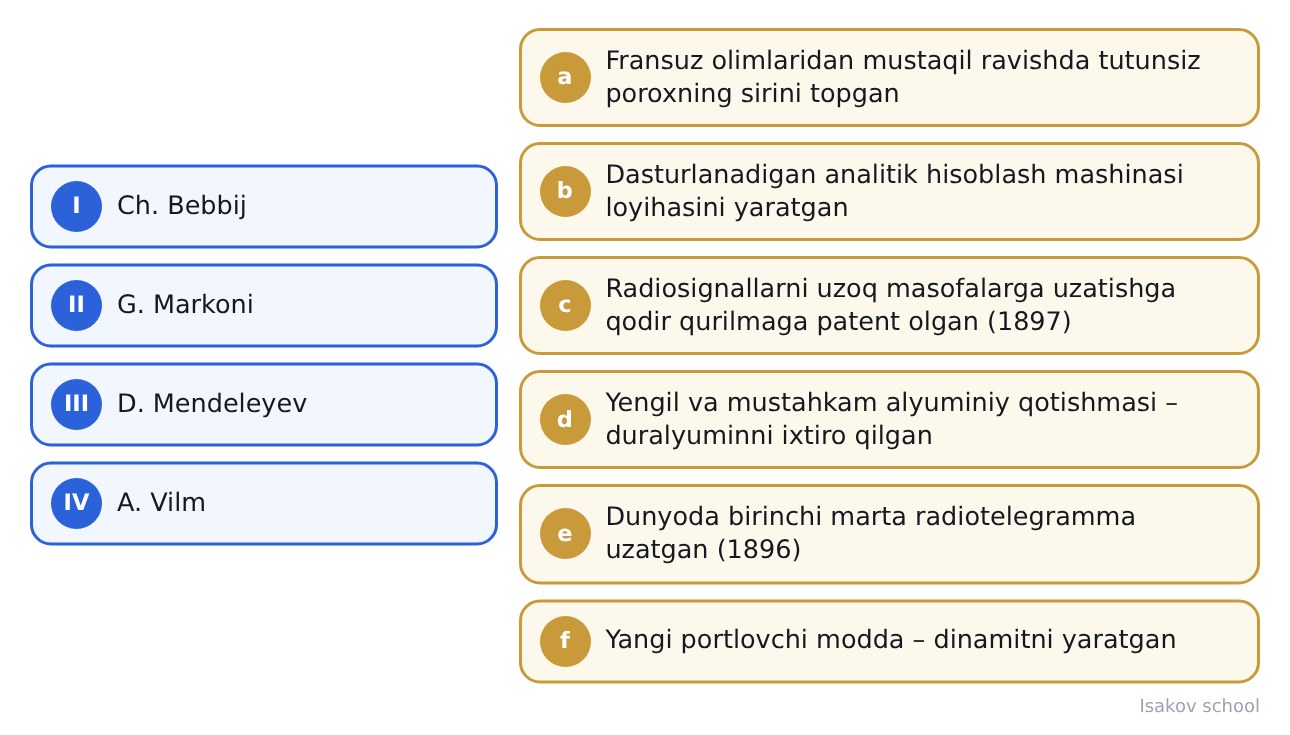 I Ch. Bebbij
II G. Markoni
III D. Mendeleyev
IV A. Vilm
a Fransuz olimlaridan mustaqil ravishda tutunsiz
poroxning sirini topgan
b Dasturlanadigan analitik hisoblash mashinasi
loyihasini yaratgan
c Radiosignallarni uzoq masofalarga uzatishga
qodir qurilmaga patent olgan (1897)
d Yengil va mustahkam alyuminiy qotishmasi –
duralyuminni ixtiro qilgan
e Dunyoda birinchi marta radiotelegramma
uzatgan (1896)
f Yangi portlovchi modda – dinamitni yaratgan
Isakov school